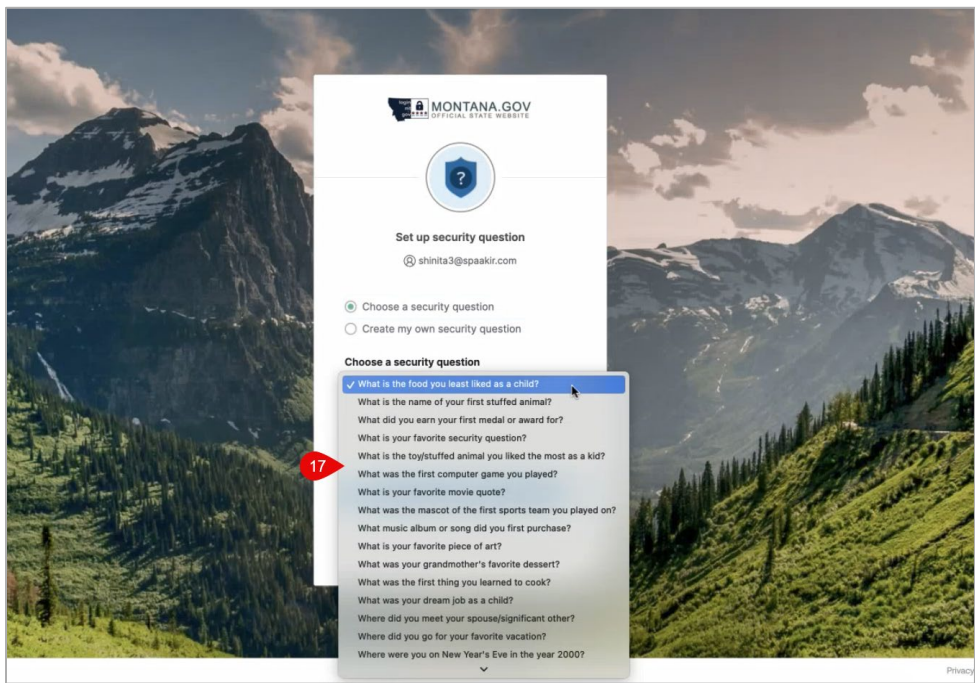 MONTANA.GOV
OFFICIAL STATE WEBSITE
?
Set up security question
shinita3@spaakir.com
Choose a security question
Create my own security question
Choose a security question
✓ What is the food you least liked as a child?
What is the name of your first stuffed animal?
What did you earn your first medal or award for?
What is your favorite security question?
What is the toy/stuffed animal you liked the most as a kid?
17
What was the first computer game you played?
What is your favorite movie quote?
What was the mascot of the first sports team you played on?
What music album or song did you first purchase?
What is your favorite piece of art?
What was your grandmother's favorite dessert?
What was the first thing you learned to cook?
What was your dream job as a child?
Where did you meet your spouse/significant other?
Where did you go for your favorite vacation?
Where were you on New Year's Eve in the year 2000?
Privacy